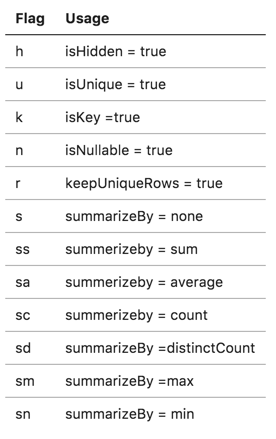 Flag Usage
h isHidden = true
u isUnique = true
k isKey =true
n isNullable = true
r keepUniqueRows = true
s summarizeBy = none
ss summerizeby = sum
sa summerizeby = average
sc summerizeby = count
sd summarizeBy =distinctCount
sm summarizeBy =max
sn summarizeBy = min